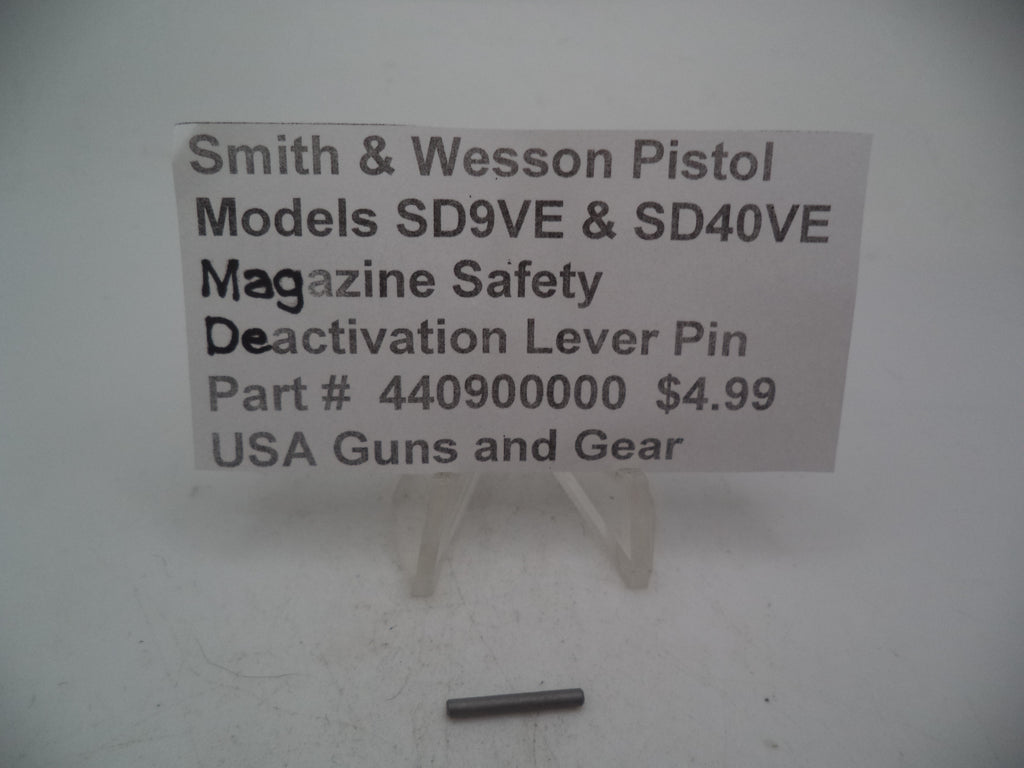 Smith & Wesson Pistol
Models SD9VE & SD40VE
Magazine Safety
Deactivation Lever Pin
Part # 440900000 $4.99
USA Guns and Gear